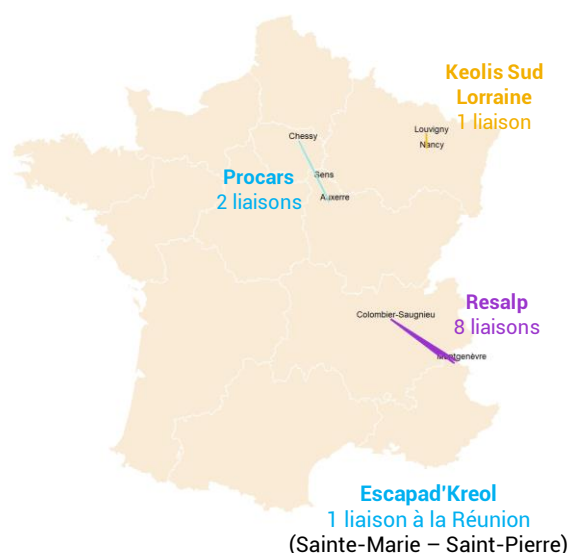 Keolis Sud
Lorraine
1 liaison
Louvigny
Nancy
Chessy
Sens
Auxerre
Procars
2 liaisons
Resalp
8 liaisons
Colombier-Saugnieu
Montgenèvre
Escapad'Kreol
1 liaison à la Réunion
(Sainte-Marie – Saint-Pierre)